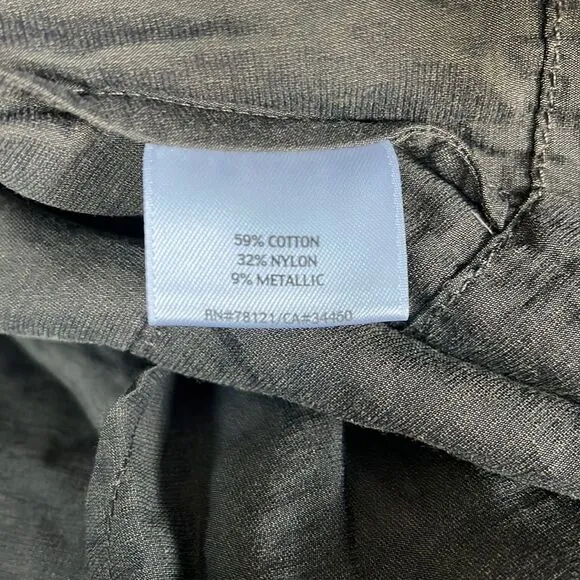 59% COTTON
32% NYLON
9% METALLIC
RN#78121/CA#34460